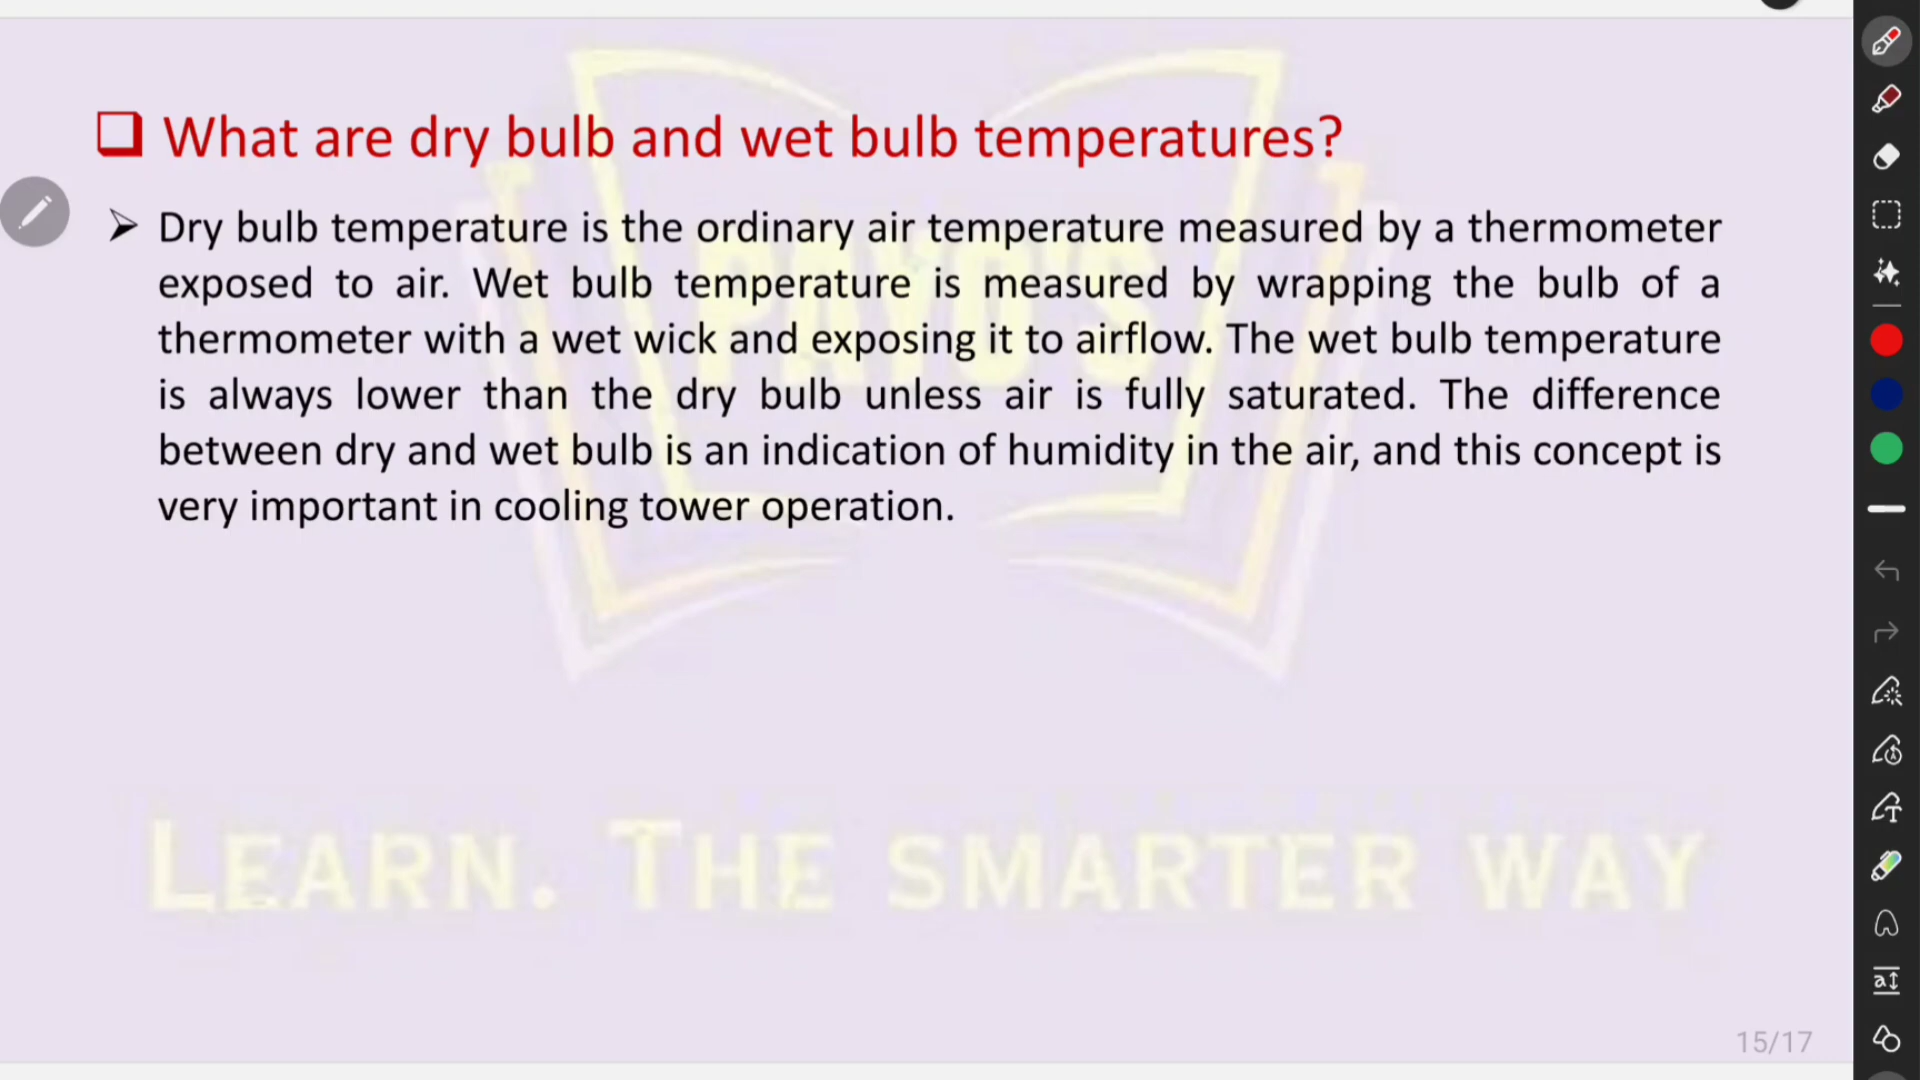 ❑ What are dry bulb and wet bulb temperatures?
➢ Dry bulb temperature is the ordinary air temperature measured by a thermometer
exposed to air. Wet bulb temperature is measured by wrapping the bulb of a
thermometer with a wet wick and exposing it to airflow. The wet bulb temperature
is always lower than the dry bulb unless air is fully saturated. The difference
between dry and wet bulb is an indication of humidity in the air, and this concept is
very important in cooling tower operation.
PAYO'S
LEARN. THE SMARTER WAY
15/17